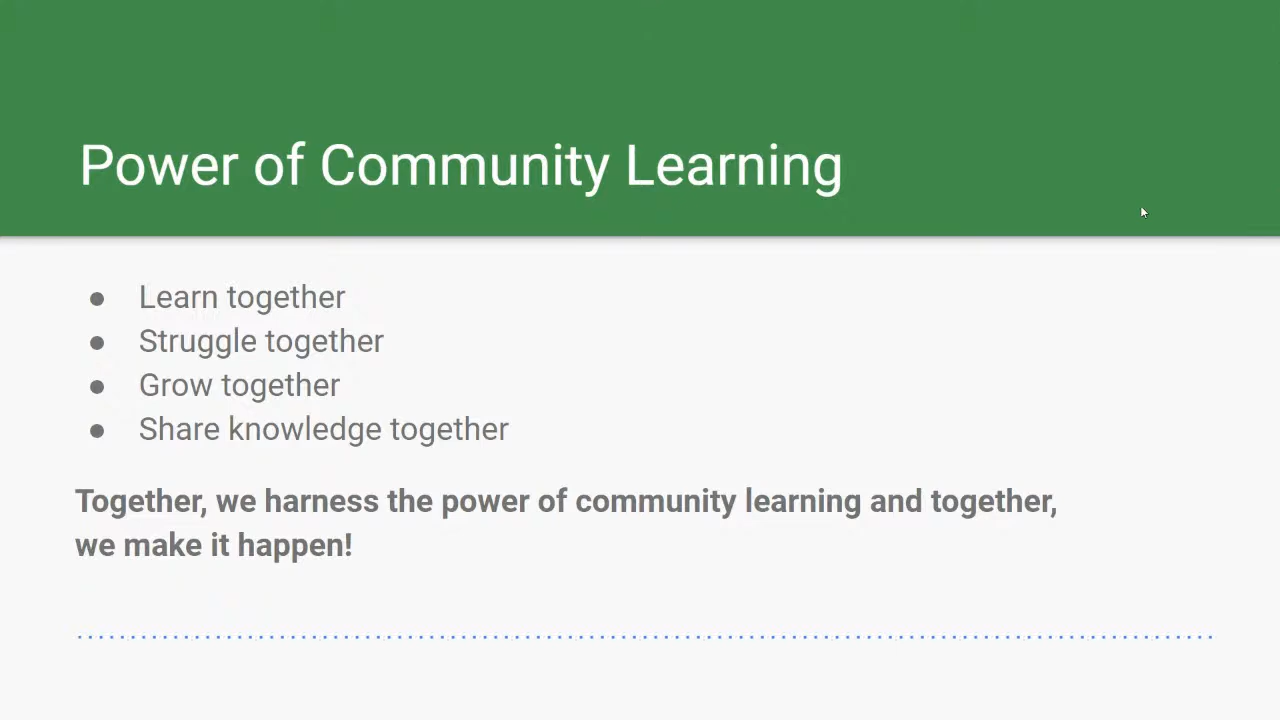 Power of Community Learning
● Learn together
● Struggle together
● Grow together
● Share knowledge together
Together, we harness the power of community learning and together,
we make it happen!